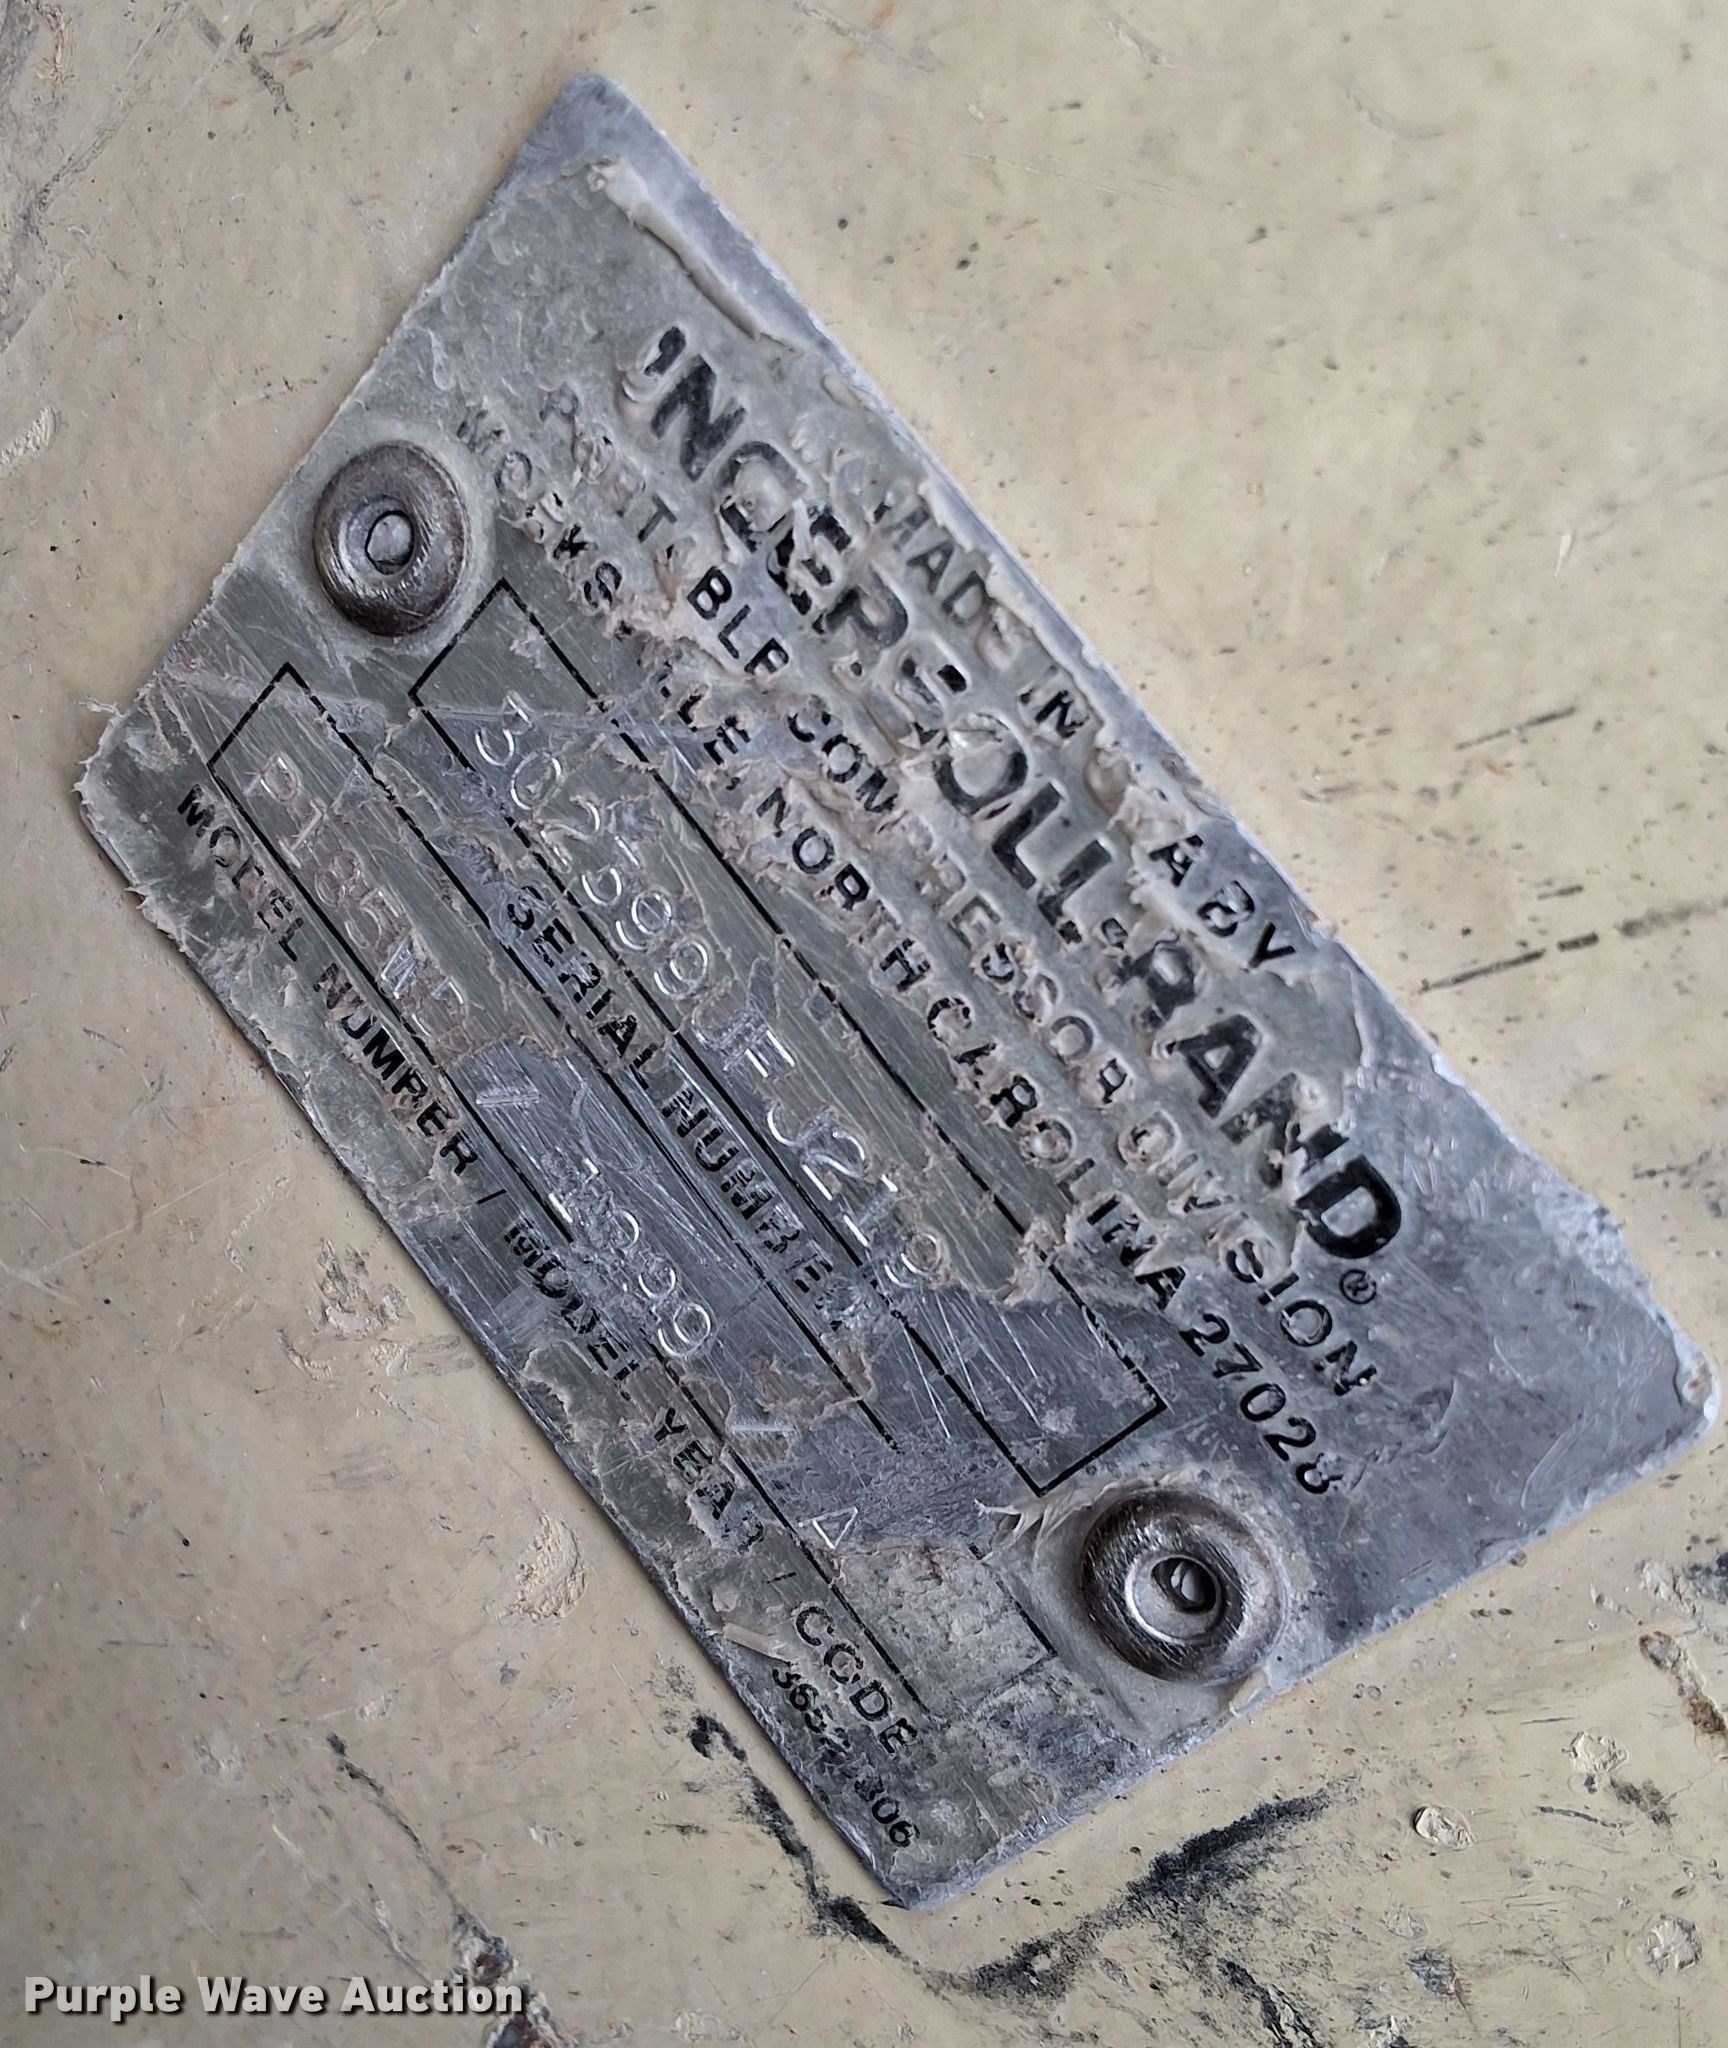 MADE IN U.S.A BY
INGERSOLL-RAND®
PORTABLE COMPRESSOR DIVISION
MOCKSVILLE, NORTH CAROLINA 27028
SERIAL NUMBER
/ 1999 / A
MODEL NUMBER / MODEL YEAR / CODE
Purple Wave Auction